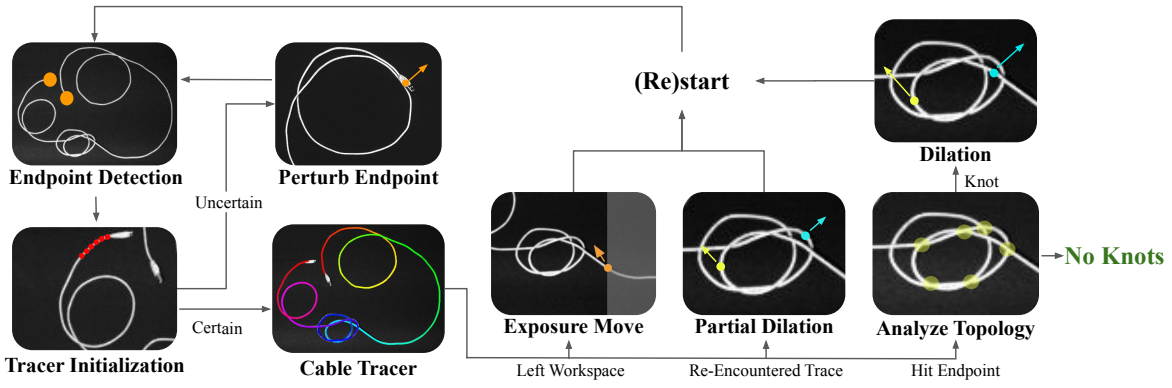 (Re)start
Endpoint Detection
Perturb Endpoint
Dilation
Uncertain
Knot
No Knots
Tracer Initialization
Certain
Cable Tracer
Exposure Move
Partial Dilation
Analyze Topology
Left Workspace
Re-Encountered Trace
Hit Endpoint